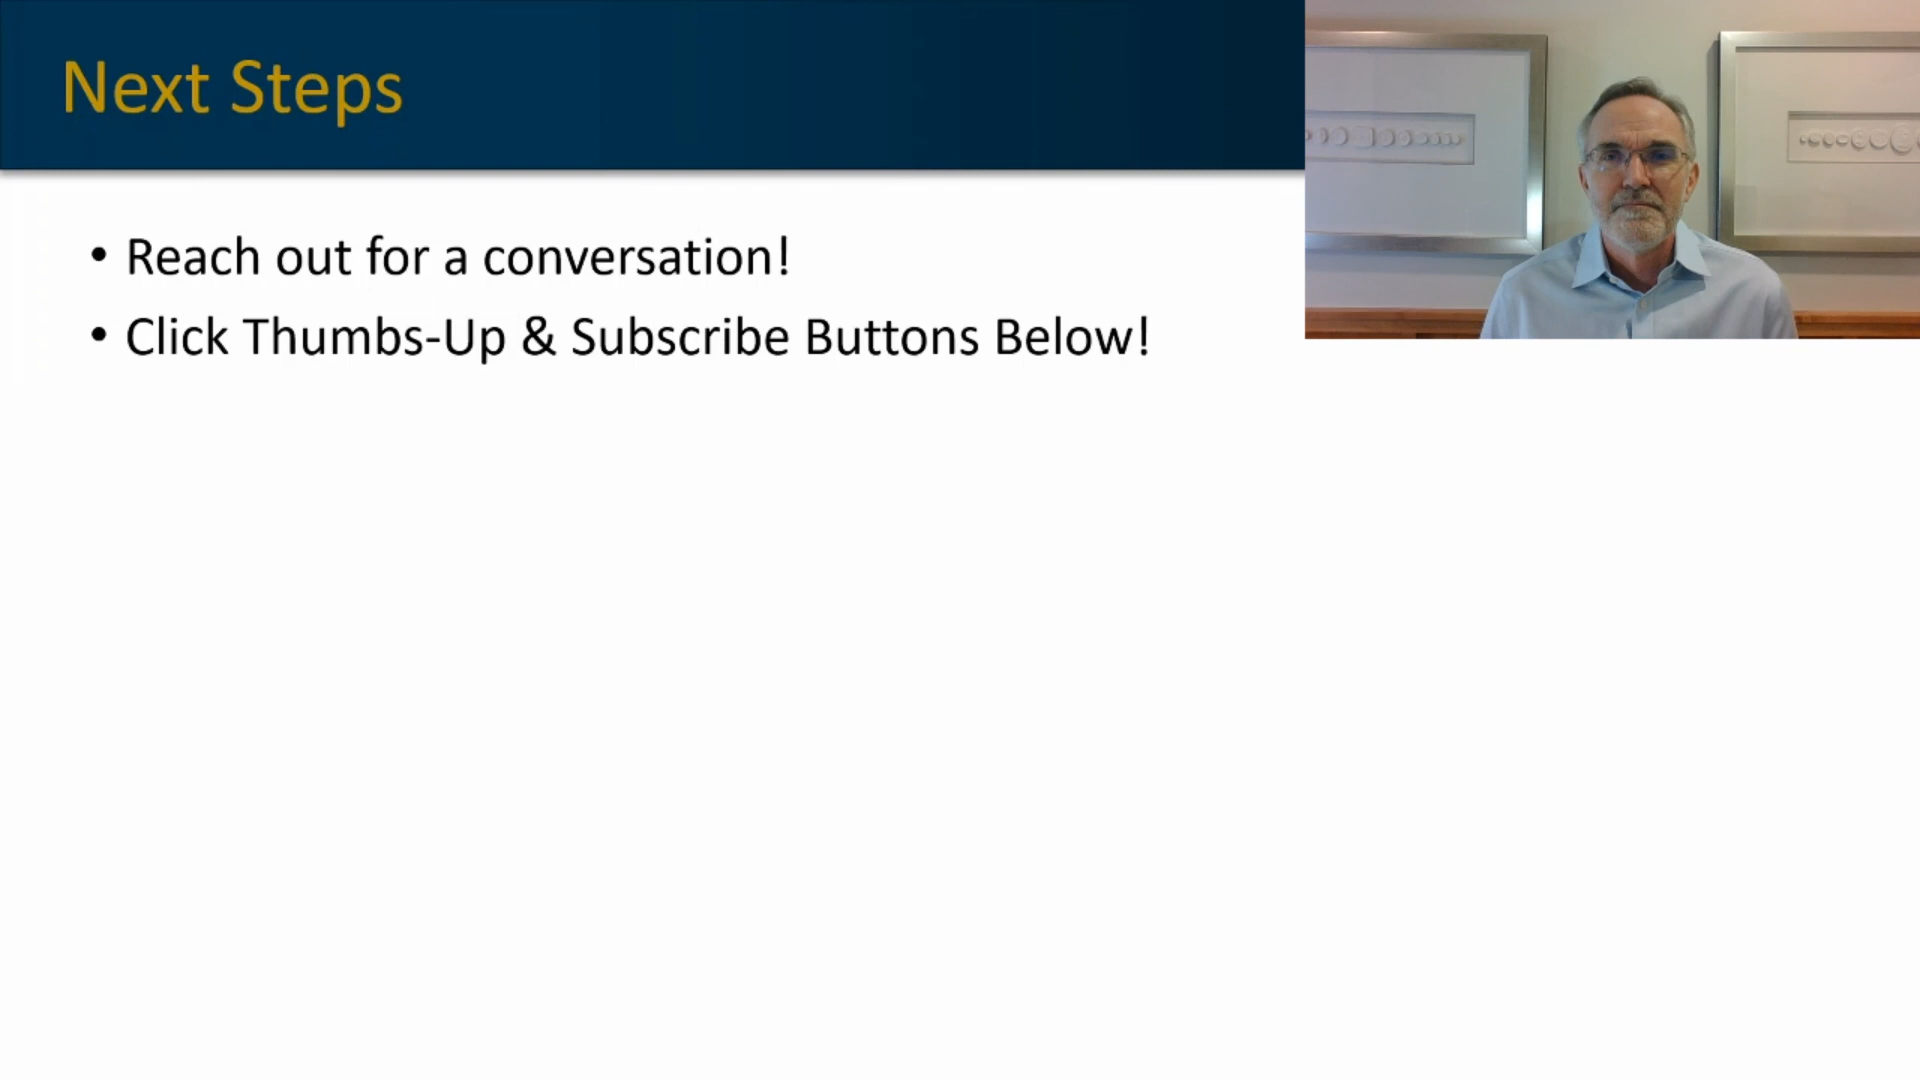 Next Steps
• Reach out for a conversation!
• Click Thumbs-Up & Subscribe Buttons Below!